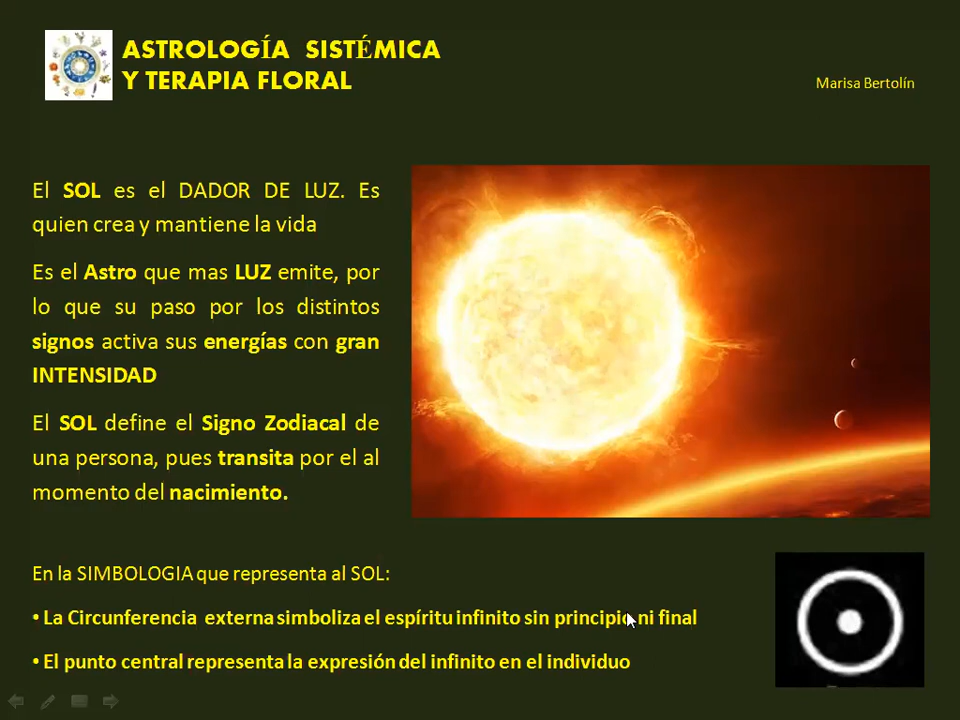 ASTROLOGÍA SISTÉMICA
Y TERAPIA FLORAL
Marisa Bertolín
El SOL es el DADOR DE LUZ. Es
quien crea y mantiene la vida
Es el Astro que mas LUZ emite, por
lo que su paso por los distintos
signos activa sus energías con gran
INTENSIDAD
El SOL define el Signo Zodiacal de
una persona, pues transita por el al
momento del nacimiento.
En la SIMBOLOGIA que representa al SOL:
• La Circunferencia externa simboliza el espíritu infinito sin principio ni final
• El punto central representa la expresión del infinito en el individuo